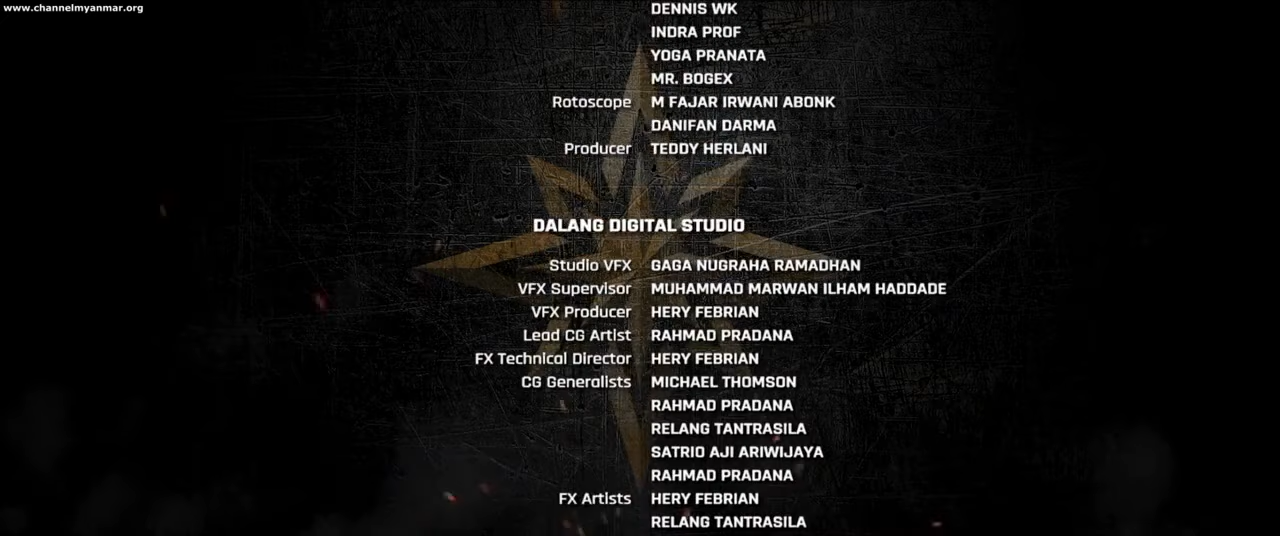 www.channelmyanmar.org
DENNIS WK
INDRA PROF
YOGA PRANATA
MR. BOGEX
Rotoscope M FAJAR IRWANI ABONK
DANIFAN DARMA
Producer TEDDY HERLANI
DALANG DIGITAL STUDIO
Studio VFX GAGA NUGRAHA RAMADHAN
VFX Supervisor MUHAMMAD MARWAN ILHAM HADDADE
VFX Producer HERY FEBRIAN
Lead CG Artist RAHMAD PRADANA
FX Technical Director HERY FEBRIAN
CG Generalists MICHAEL THOMSON
RAHMAD PRADANA
RELANG TANTRASILA
SATRIO AJI ARIWIJAYA
RAHMAD PRADANA
FX Artists HERY FEBRIAN
RELANG TANTRASILA